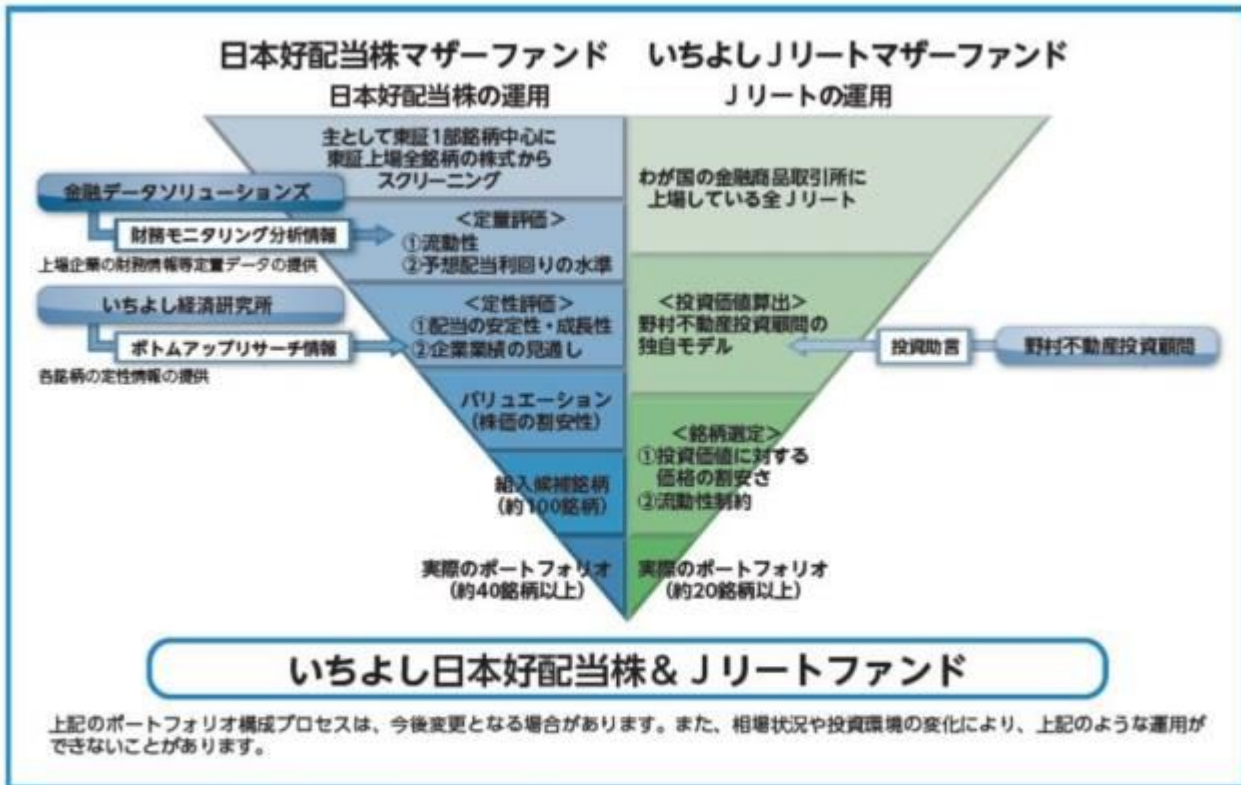 日本好配当株マザーファンド
日本好配当株の運用
主として東証1部銘柄中心に
東証上場全銘柄の株式から
スクリーニング
金融データソリューションズ
財務モニタリング分析情報
上場企業の財務情報等定量データの提供
＜定量評価＞
①流動性
②予想配当利回りの水準
いちよし経済研究所
ボトムアップリサーチ情報
各銘柄の定性情報の提供
＜定性評価＞
①配当の安定性・成長性
②企業業績の見通し
バリュエーション
（株価の割安性）
組入候補銘柄
（約100銘柄）
実際のポートフォリオ
（約40銘柄以上）
いちよしJリートマザーファンド
Jリートの運用
わが国の金融商品取引所に
上場している全Jリート
＜投資価値算出＞
野村不動産投資顧問の
独自モデル
投資助言
野村不動産投資顧問
＜銘柄選定＞
①投資価値に対する
価格の割安さ
②流動性制約
実際のポートフォリオ
（約20銘柄以上）
いちよし日本好配当株＆Jリートファンド
上記のポートフォリオ構成プロセスは、今後変更となる場合があります。また、相場状況や投資環境の変化により、上記のような運用が
できないことがあります。